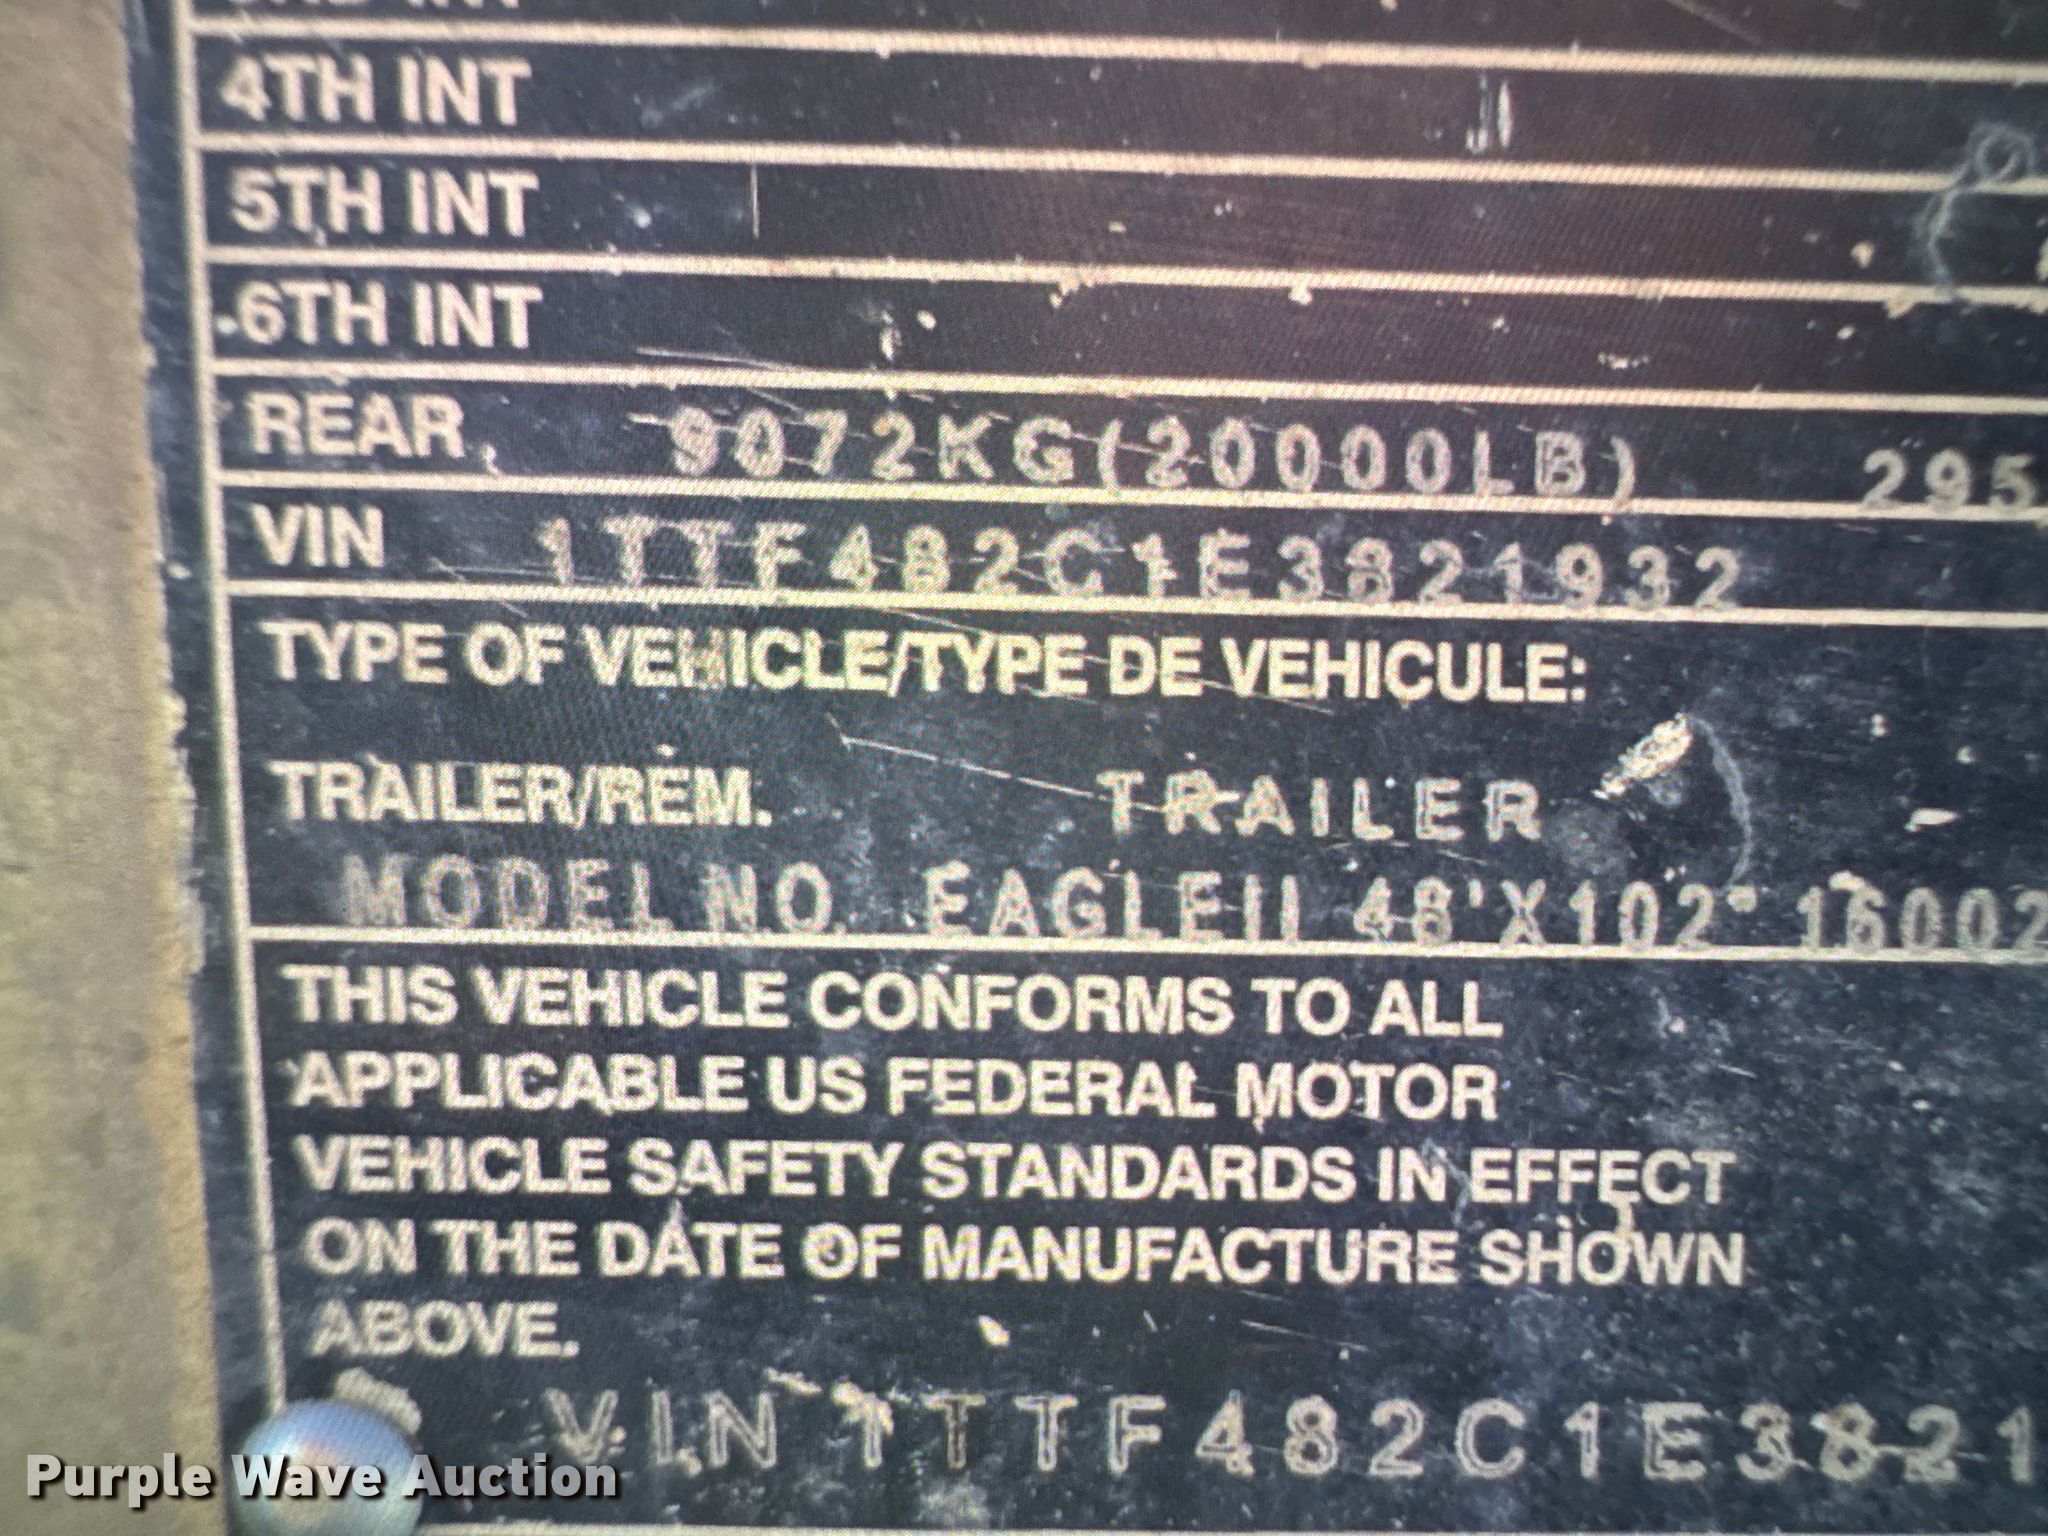 4TH INT
5TH INT
6TH INT
REAR 9072KG(20000LB) 295
VIN 1TTF482C1E3821932
TYPE OF VEHICLE/TYPE DE VEHICULE:
TRAILER/REM. TRAILER
MODEL NO. EAGLEII 48'X102" 16002
THIS VEHICLE CONFORMS TO ALL
APPLICABLE US FEDERAL MOTOR
VEHICLE SAFETY STANDARDS IN EFFECT
ON THE DATE OF MANUFACTURE SHOWN
ABOVE.
VIN 1TTF482C1E3821
Purple Wave Auction